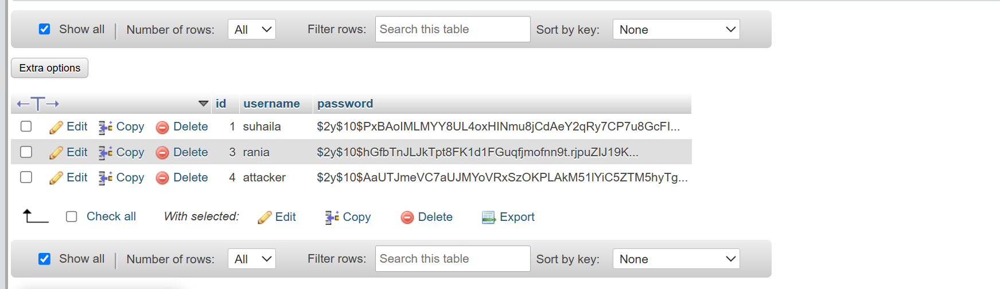 Show all | Number of rows: All Filter rows: Search this table Sort by key: None
Extra options
←T→ id username password
Edit Copy Delete 1 suhaila $2y$10$PxBAoIMLMYY8UL4oxHINmu8jCdAeY2qRy7CP7u8GcFI...
Edit Copy Delete 3 rania $2y$10$hGfbTnJLJkTpt8FK1d1FGuqfjmofnn9t.rjpuZIJ19K...
Edit Copy Delete 4 attacker $2y$10$AaUTJmeVC7aUJMYoVRxSzOKPLAkM51lYiC5ZTM5hyTg...
Check all With selected: Edit Copy Delete Export
Show all | Number of rows: All Filter rows: Search this table Sort by key: None